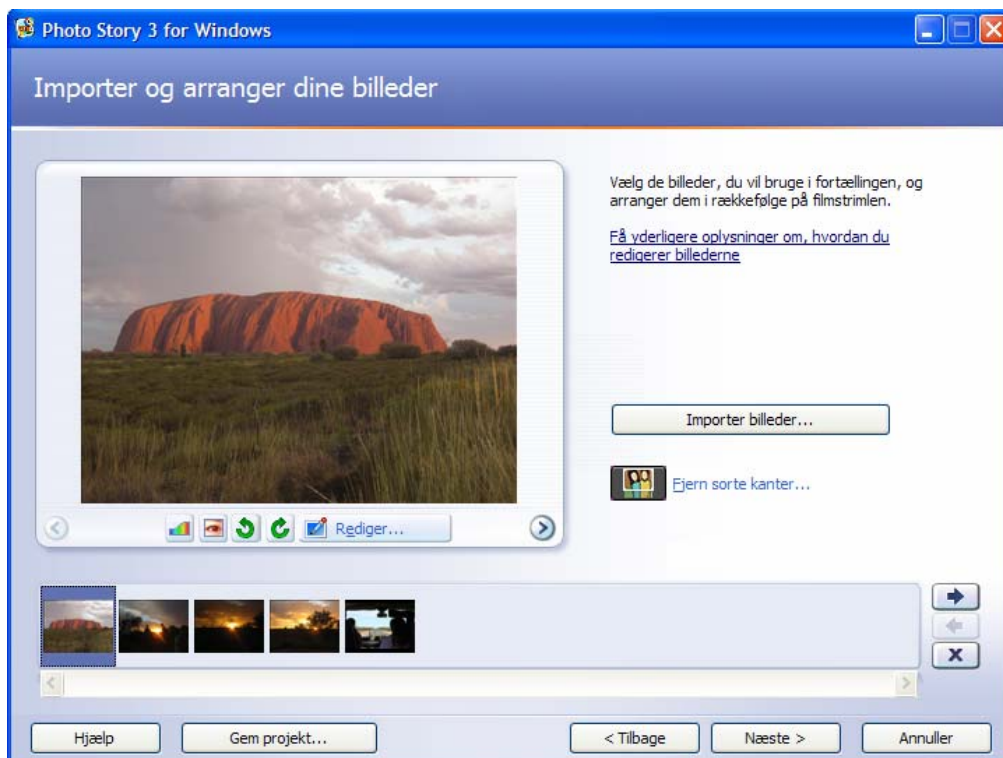 Photo Story 3 for Windows
Importer og arranger dine billeder
Vælg de billeder, du vil bruge i fortællingen, og
arranger dem i rækkefølge på filmstrimlen.
Få yderligere oplysninger om, hvordan du
redigerer billederne
Importer billeder...
Fjern sorte kanter...
Rediger...
Hjælp
Gem projekt...
< Tilbage
Næste >
Annuller